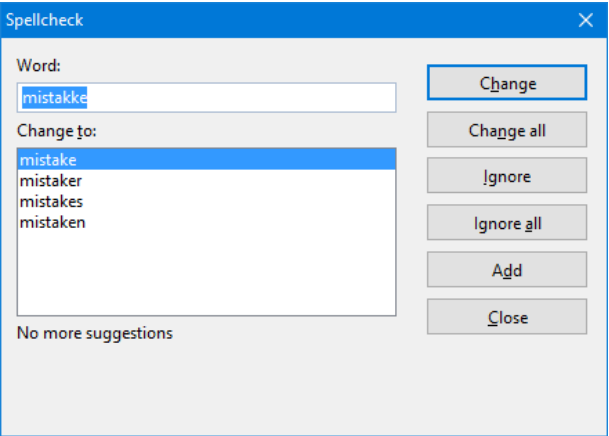 Spellcheck
Word:
mistakke
Change to:
mistake
mistaker
mistakes
mistaken
No more suggestions
Change
Change all
Ignore
Ignore all
Add
Close